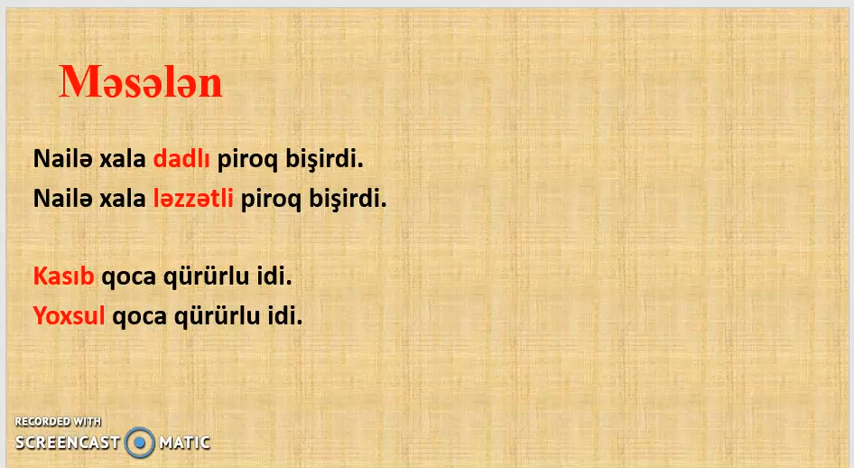 Məsələn
Nailə xala dadlı piroq bişirdi.
Nailə xala ləzzətli piroq bişirdi.
Kasıb qoca qürürlu idi.
Yoxsul qoca qürürlu idi.
RECORDED WITH
SCREENCAST MATIC